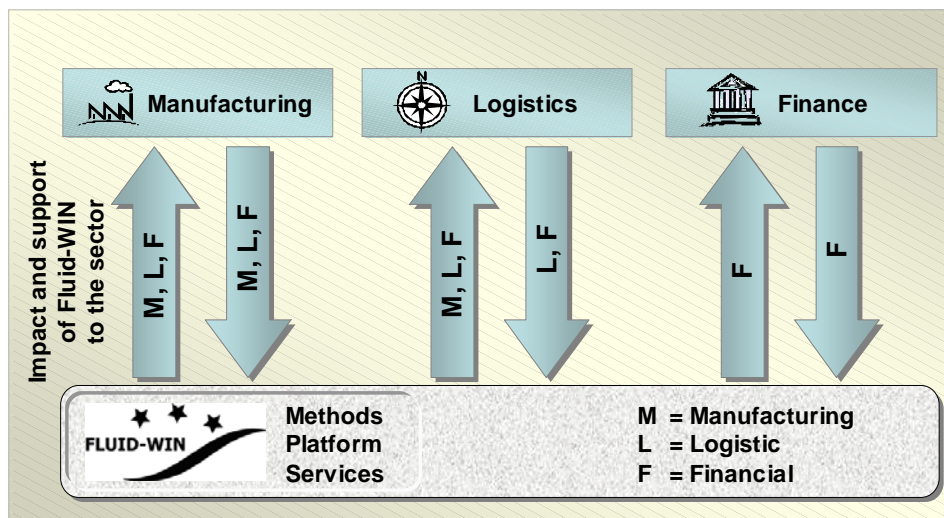 Manufacturing
N
Logistics
Finance
Impact and support
of Fluid-WIN
to the sector
M, L, F
M, L, F
M, L, F
L, F
F
F
FLUID-WIN
Methods
Platform
Services
M = Manufacturing
L = Logistic
F = Financial